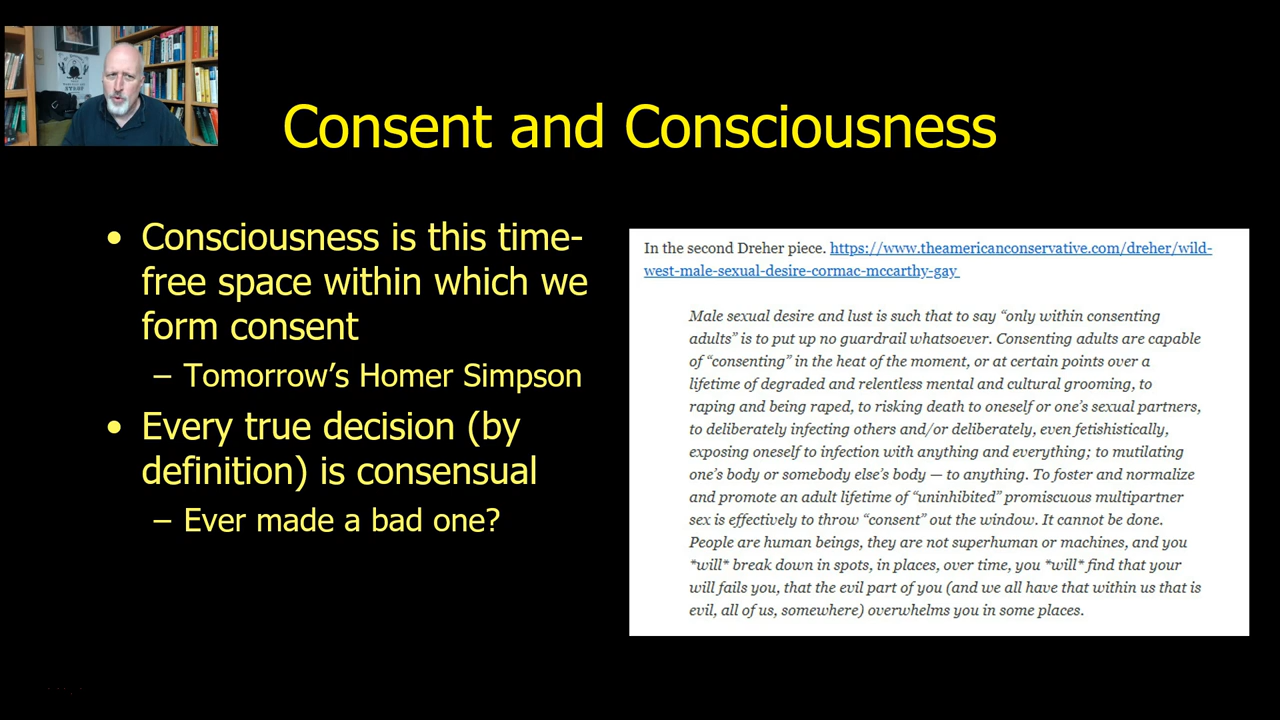 Consent and Consciousness
• Consciousness is this time-
free space within which we
form consent
– Tomorrow's Homer Simpson
• Every true decision (by
definition) is consensual
– Ever made a bad one?
In the second Dreher piece. https://www.theamericanconservative.com/dreher/wild-
west-male-sexual-desire-cormac-mccarthy-gay
Male sexual desire and lust is such that to say “only within consenting
adults” is to put up no guardrail whatsoever. Consenting adults are capable
of “consenting” in the heat of the moment, or at certain points over a
lifetime of degraded and relentless mental and cultural grooming, to
raping and being raped, to risking death to oneself or one’s sexual partners,
to deliberately infecting others and/or deliberately, even fetishistically,
exposing oneself to infection with anything and everything; to mutilating
one’s body or somebody else’s body — to anything. To foster and normalize
and promote an adult lifetime of “uninhibited” promiscuous multipartner
sex is effectively to throw “consent” out the window. It cannot be done.
People are human beings, they are not superhuman or machines, and you
*will* break down in spots, in places, over time, you *will* find that your
will fails you, that the evil part of you (and we all have that within us that is
evil, all of us, somewhere) overwhelms you in some places.